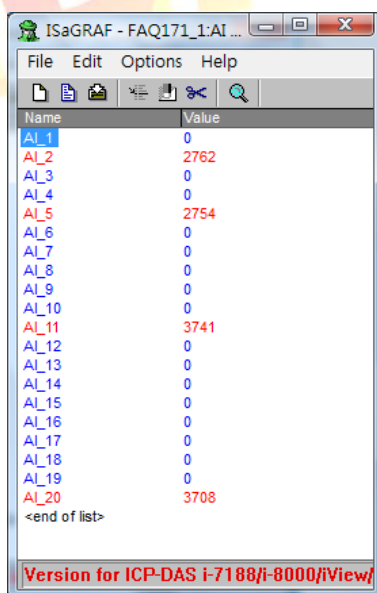 ISaGRAF - FAQ171_1:AI ...
File Edit Options Help
Name Value
AI_1 0
AI_2 2762
AI_3 0
AI_4 0
AI_5 2754
AI_6 0
AI_7 0
AI_8 0
AI_9 0
AI_10 0
AI_11 3741
AI_12 0
AI_13 0
AI_14 0
AI_15 0
AI_16 0
AI_17 0
AI_18 0
AI_19 0
AI_20 3708
<end of list>
Version for ICP-DAS i-7188/i-8000/iView/